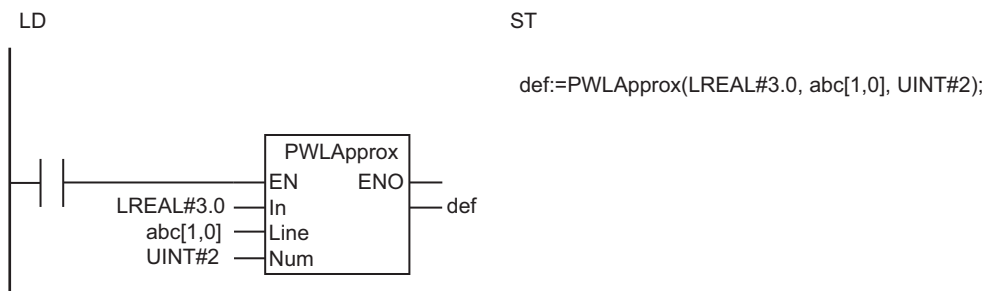 LD
ST
def:=PWLApprox(LREAL#3.0, abc[1,0], UINT#2);
PWLApprox
EN ENO
LREAL#3.0 In def
abc[1,0] Line
UINT#2 Num